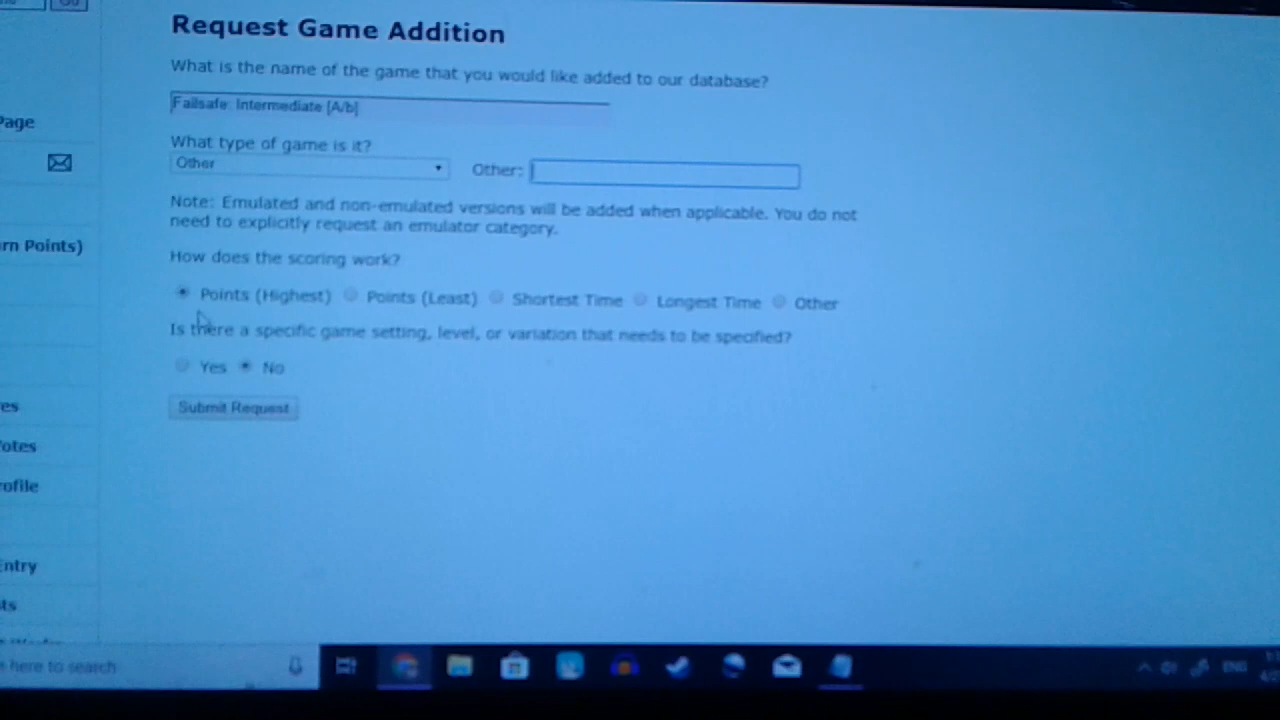 Request Game Addition
What is the name of the game that you would like added to our database?
Failsafe: Intermediate [A/b]
Page
What type of game is it?
Other
Other:
Note: Emulated and non-emulated versions will be added when applicable. You do not
need to explicitly request an emulator category.
rn Points)
How does the scoring work?
Points (Highest) Points (Least) Shortest Time Longest Time Other
Is there a specific game setting, level, or variation that needs to be specified?
Yes No
es
Submit Request
otes
rofile
Entry
ts
here to search
ENG